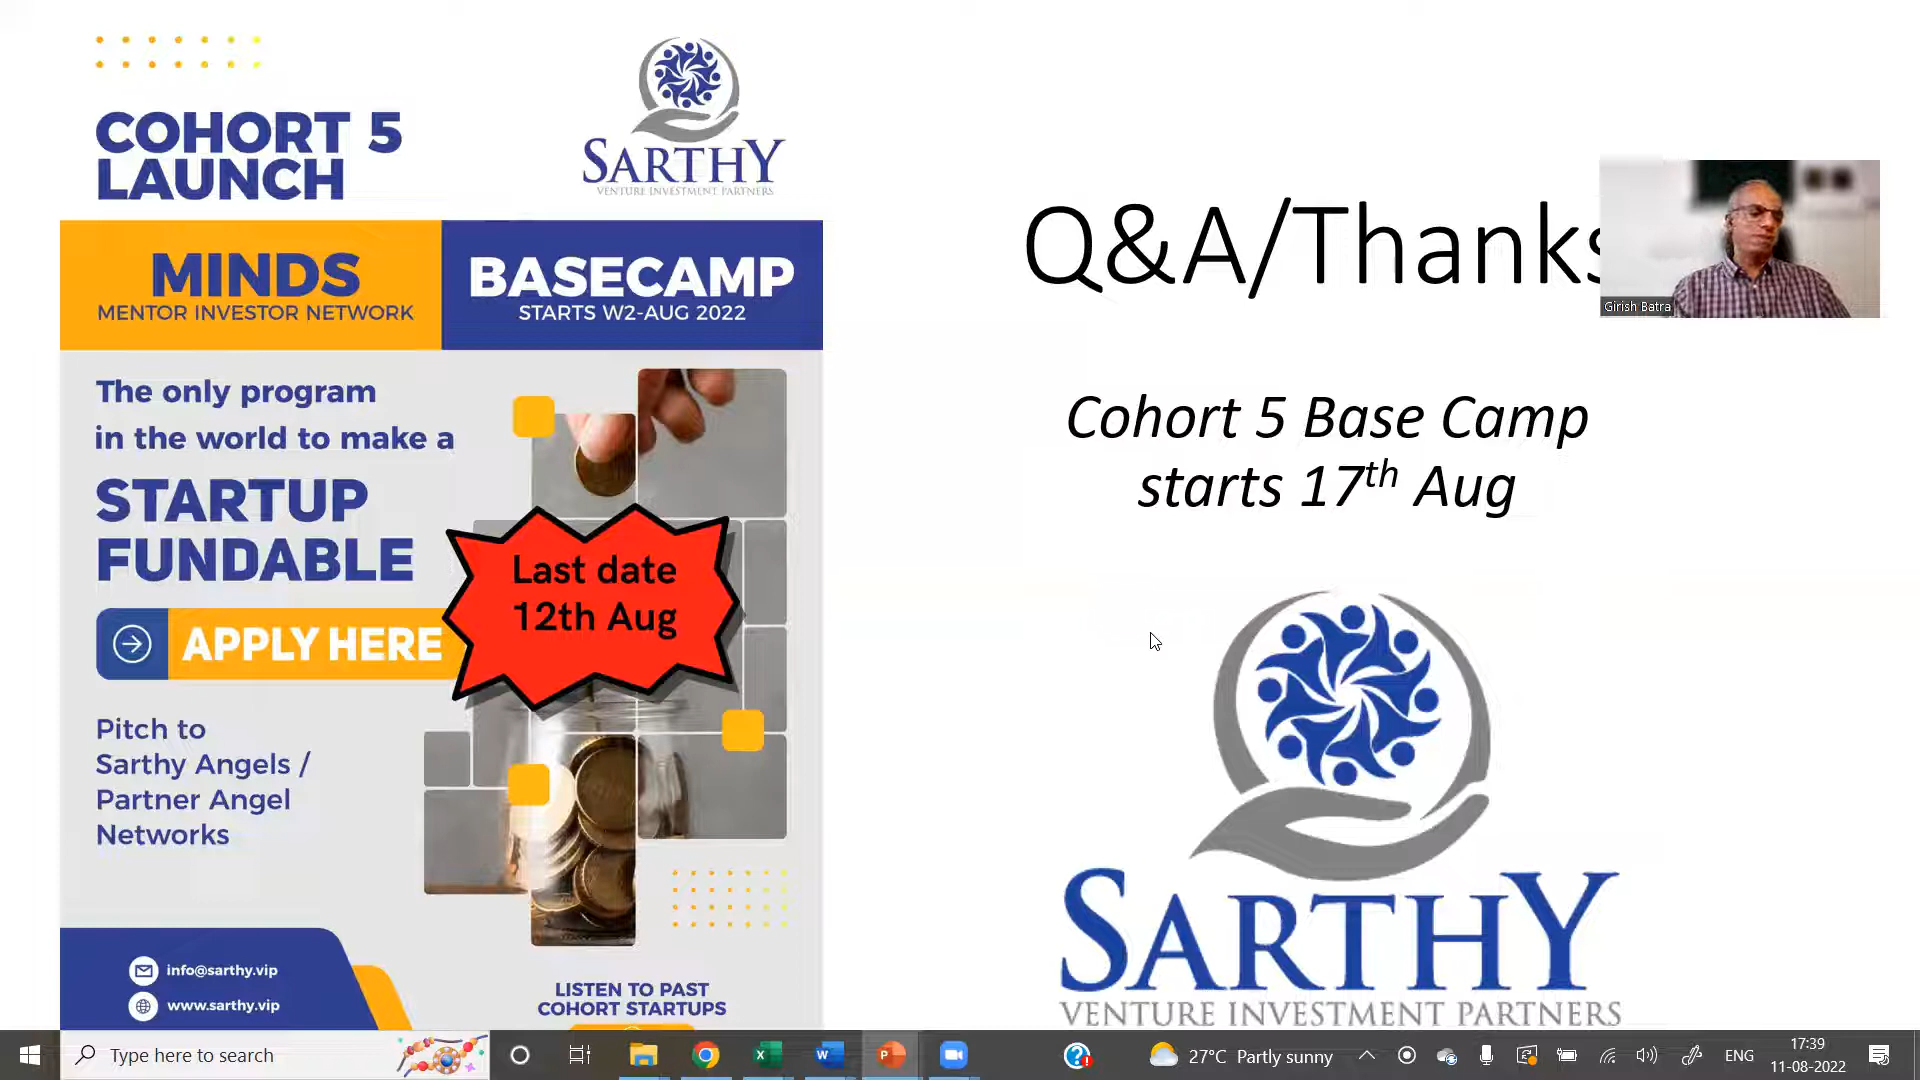 COHORT 5
LAUNCH
SARTHY
VENTURE INVESTMENT PARTNERS
MINDS
MENTOR INVESTOR NETWORK
BASECAMP
STARTS W2-AUG 2022
The only program
in the world to make a
STARTUP
FUNDABLE
APPLY HERE
Last date
12th Aug
Pitch to
Sarthy Angels /
Partner Angel
Networks
info@sarthy.vip
www.sarthy.vip
LISTEN TO PAST
COHORT STARTUPS
Q&A/Thanks
Girish Batra
Cohort 5 Base Camp
starts 17th Aug
SARTHY
VENTURE INVESTMENT PARTNERS
Type here to search
27°C Partly sunny
ENG
17:39
11-08-2022